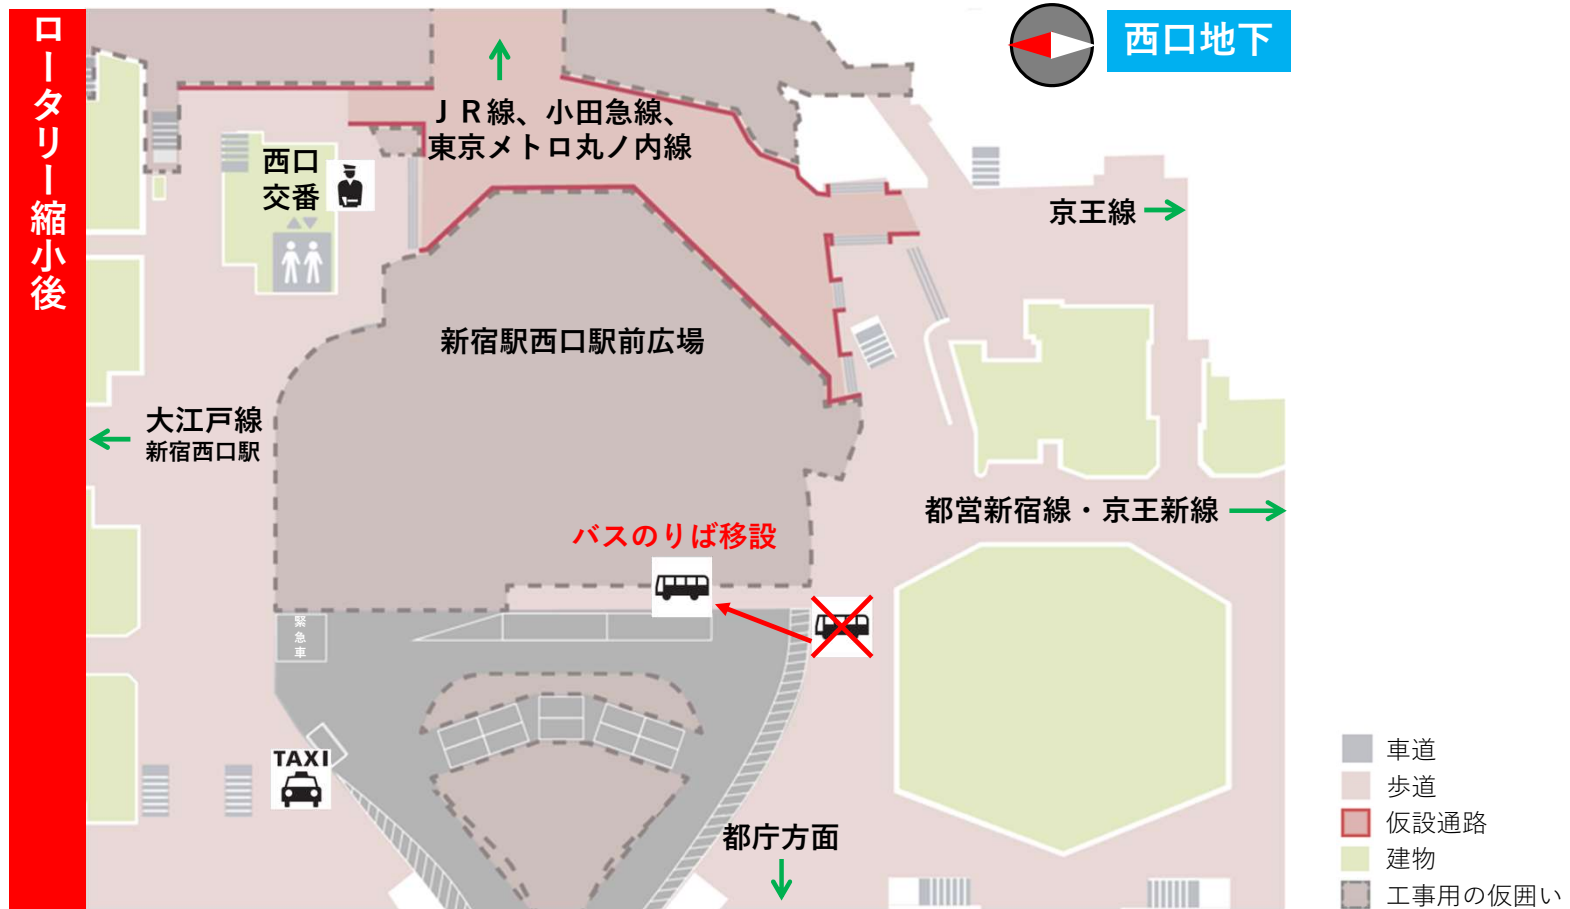 ロータリー縮小後
西口地下
ＪＲ線、小田急線、
東京メトロ丸ノ内線
西口
交番
京王線
新宿駅西口駅前広場
大江戸線
新宿西口駅
都営新宿線・京王新線
バスのりば移設
緊急車
TAXI
都庁方面
車道
歩道
仮設通路
建物
工事用の仮囲い